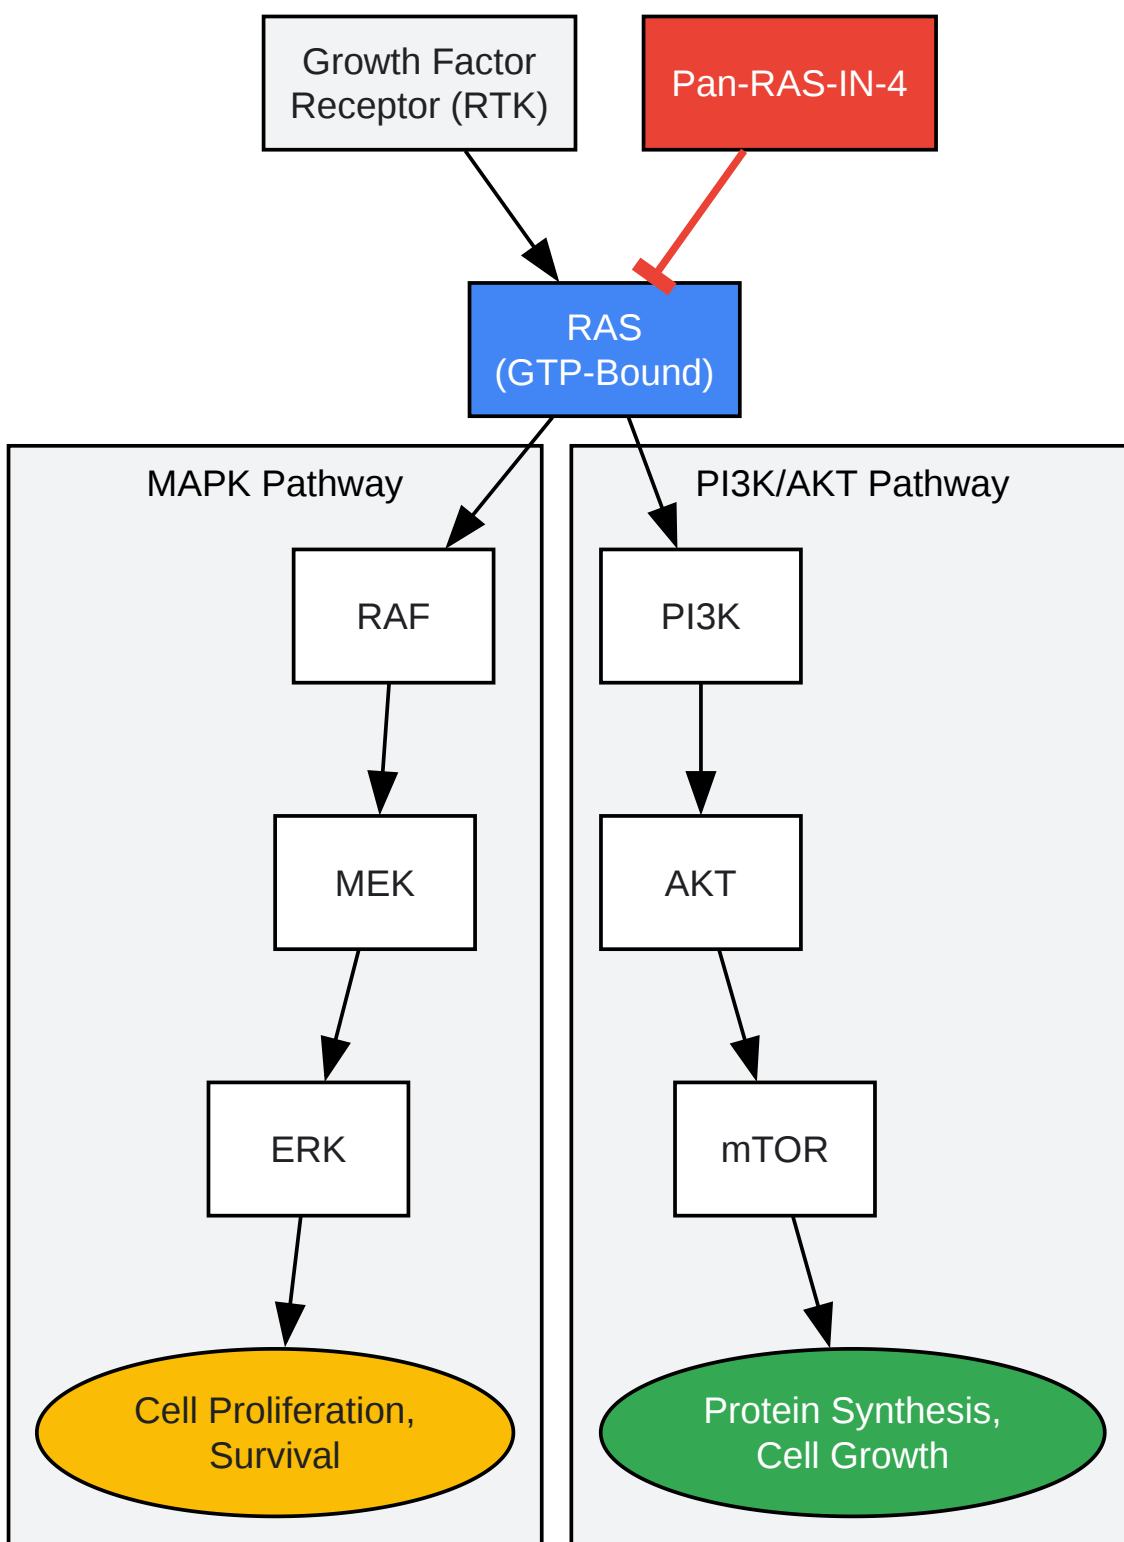 Growth Factor
Receptor (RTK)
Pan-RAS-IN-4
RAS
(GTP-Bound)
MAPK Pathway
PI3K/AKT Pathway
RAF
PI3K
MEK
AKT
ERK
mTOR
Cell Proliferation,
Survival
Protein Synthesis,
Cell Growth